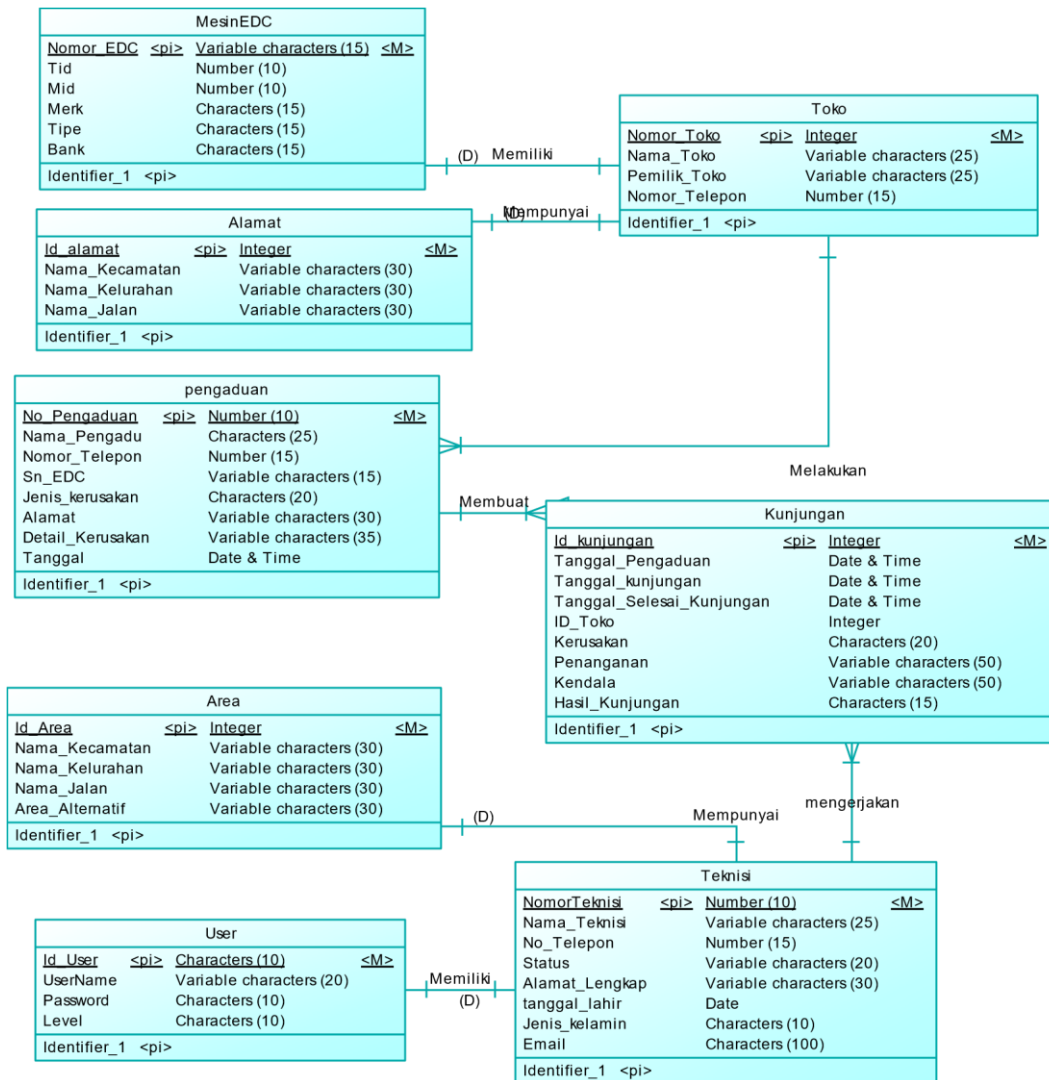 MesinEDC
Nomor_EDC <pi> Variable characters (15) <M>
Tid Number (10)
Mid Number (10)
Merk Characters (15)
Tipe Characters (15)
Bank Characters (15)
Identifier_1 <pi>
(D) Memiliki
Toko
Nomor_Toko <pi> Integer <M>
Nama_Toko Variable characters (25)
Pemilik_Toko Variable characters (25)
Nomor_Telepon Number (15)
Identifier_1 <pi>
(D) Mempunyai
Alamat
Id_alamat <pi> Integer <M>
Nama_Kecamatan Variable characters (30)
Nama_Kelurahan Variable characters (30)
Nama_Jalan Variable characters (30)
Identifier_1 <pi>
pengaduan
No_Pengaduan <pi> Number (10) <M>
Nama_Pengadu Characters (25)
Nomor_Telepon Number (15)
Sn_EDC Variable characters (15)
Jenis_kerusakan Characters (20)
Alamat Variable characters (30)
Detail_Kerusakan Variable characters (35)
Tanggal Date & Time
Identifier_1 <pi>
Melakukan
Membuat
Kunjungan
Id_kunjungan <pi> Integer <M>
Tanggal_Pengaduan Date & Time
Tanggal_kunjungan Date & Time
Tanggal_Selesai_Kunjungan Date & Time
ID_Toko Integer
Kerusakan Characters (20)
Penanganan Variable characters (50)
Kendala Variable characters (50)
Hasil_Kunjungan Characters (15)
Identifier_1 <pi>
Area
Id_Area <pi> Integer <M>
Nama_Kecamatan Variable characters (30)
Nama_Kelurahan Variable characters (30)
Nama_Jalan Variable characters (30)
Area_Alternatif Variable characters (30)
Identifier_1 <pi>
(D) Mempunyai
mengerjakan
Teknisi
NomorTeknisi <pi> Number (10) <M>
Nama_Teknisi Variable characters (25)
No_Telepon Number (15)
Status Variable characters (20)
Alamat_Lengkap Variable characters (30)
tanggal_lahir Date
Jenis_kelamin Characters (10)
Email Characters (100)
Identifier_1 <pi>
User
Id_User <pi> Characters (10) <M>
UserName Variable characters (20)
Password Characters (10)
Level Characters (10)
Identifier_1 <pi>
Memiliki
(D)